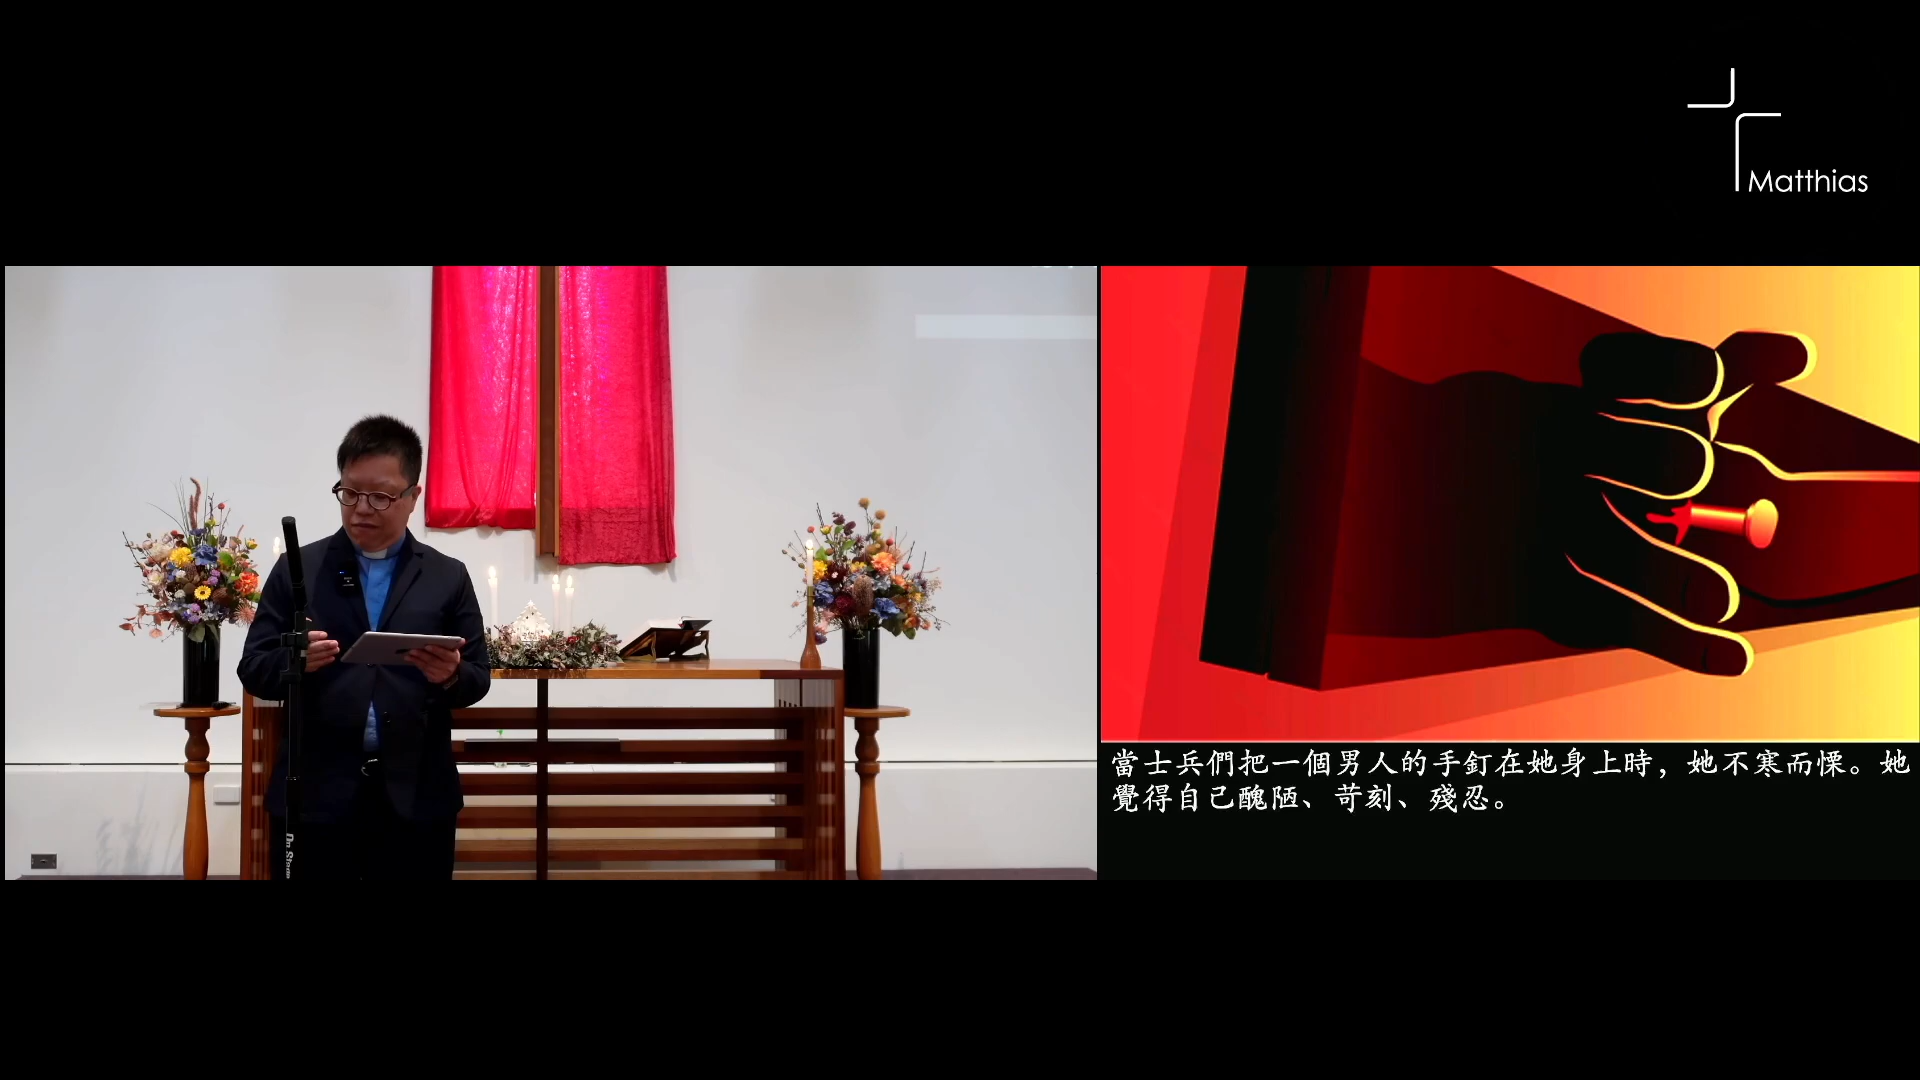 Matthias
當士兵們把一個男人的手釘在她身上時，她不寒而慄。她
覺得自己醜陋、苛刻、殘忍。